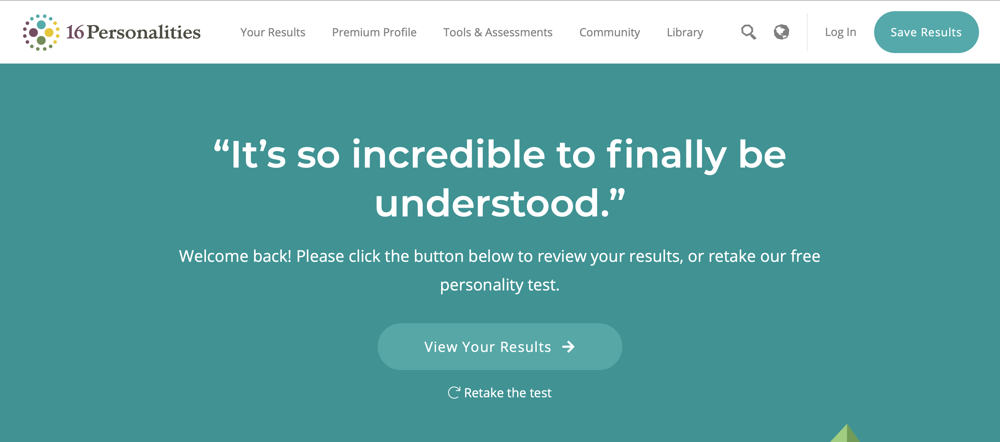 16Personalities
Your Results
Premium Profile
Tools & Assessments
Community
Library
Log In
Save Results
“It’s so incredible to finally be
understood.”
Welcome back! Please click the button below to review your results, or retake our free
personality test.
View Your Results
Retake the test